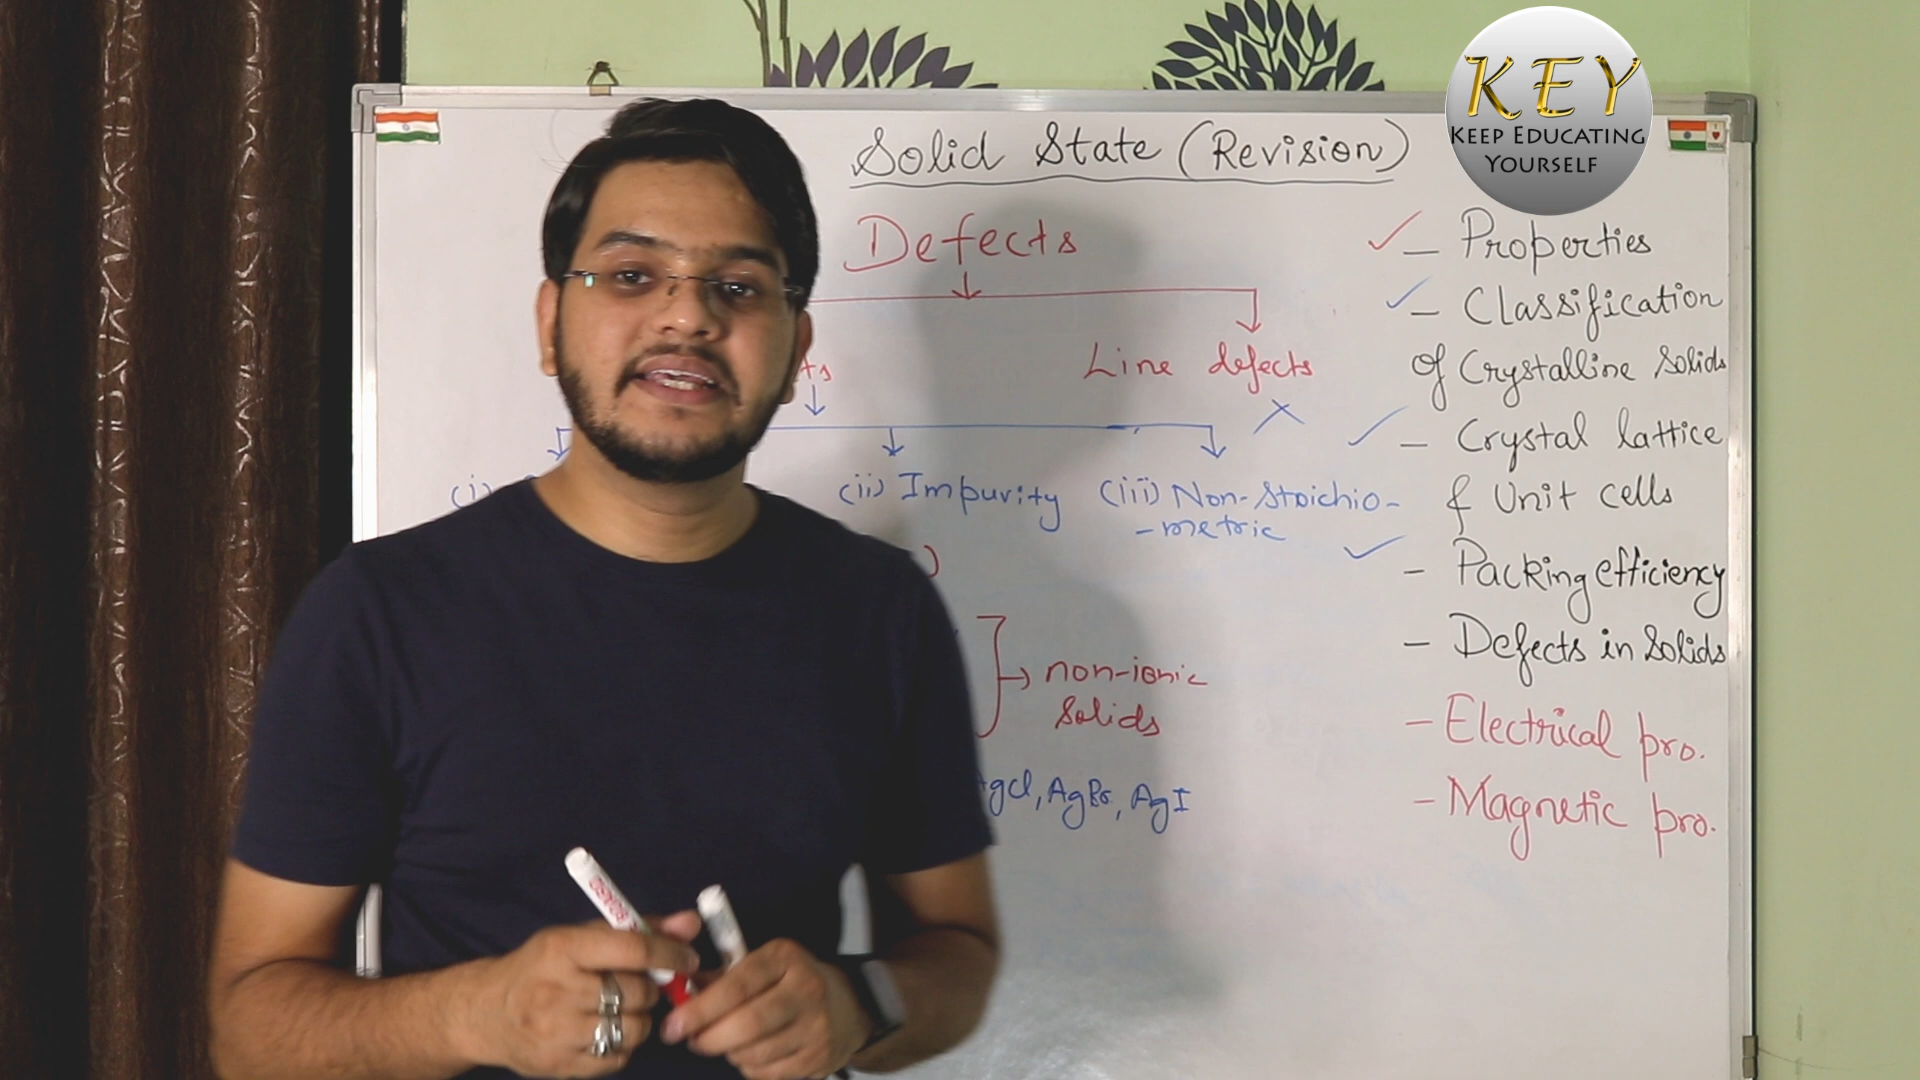 KEY
KEEP EDUCATING
YOURSELF
Solid State (Revision)
Defects
Line defects
(i)
(ii) Impurity
(iii) Non-Stoichio-
-metric
non-ionic
Solids
AgBr, AgI
- Properties
- Classification
of Crystalline Solids
- Crystal lattice
& Unit cells
- Packing efficiency
- Defects in Solids
- Electrical pro.
- Magnetic pro.